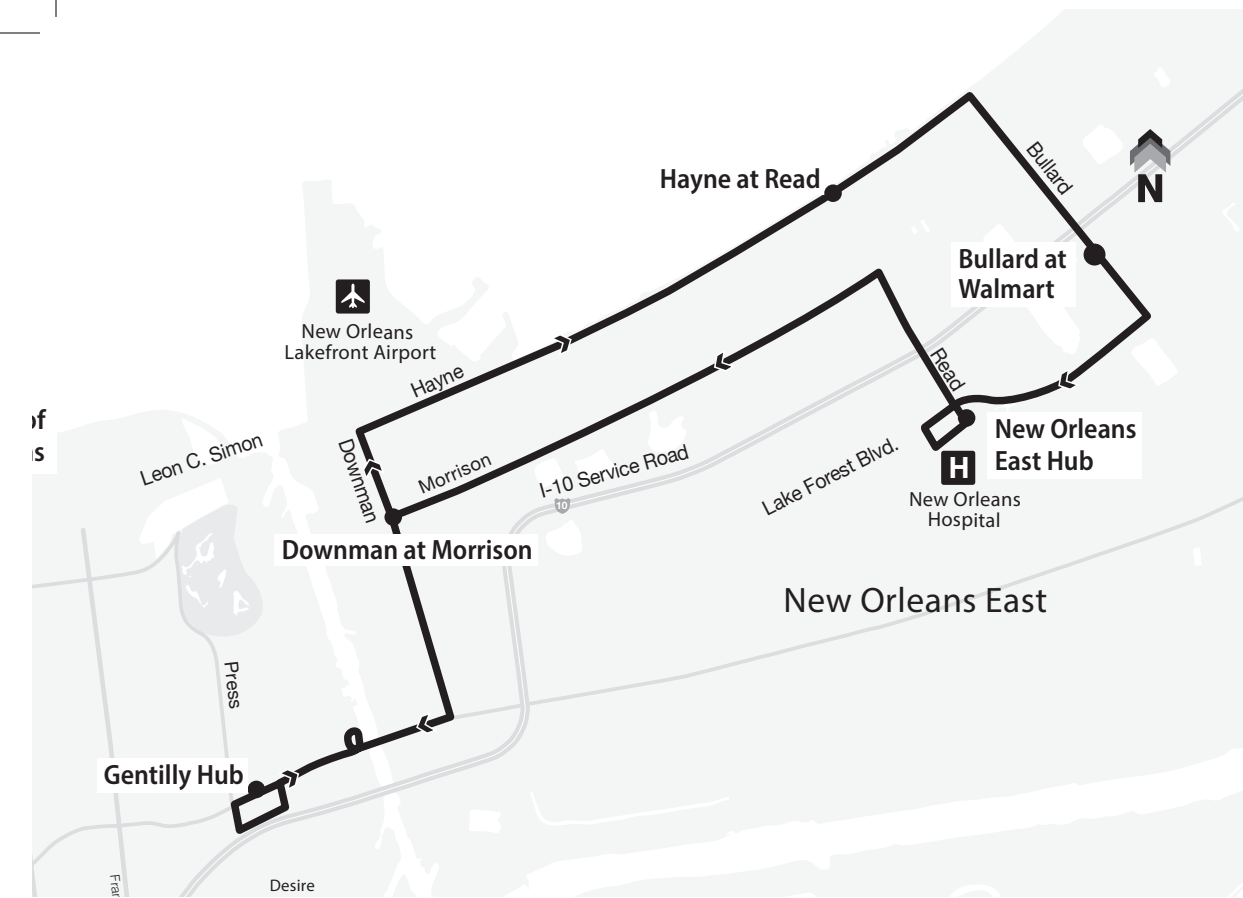 Hayne at Read
Bullard
N
Bullard at
Walmart
New Orleans
Lakefront Airport
Hayne
Read
of
Leon C. Simon
Downman
Morrison
I-10 Service Road
10
Lake Forest Blvd.
New Orleans
East Hub
H
New Orleans
Hospital
Downman at Morrison
New Orleans East
Press
Gentilly Hub
Desire